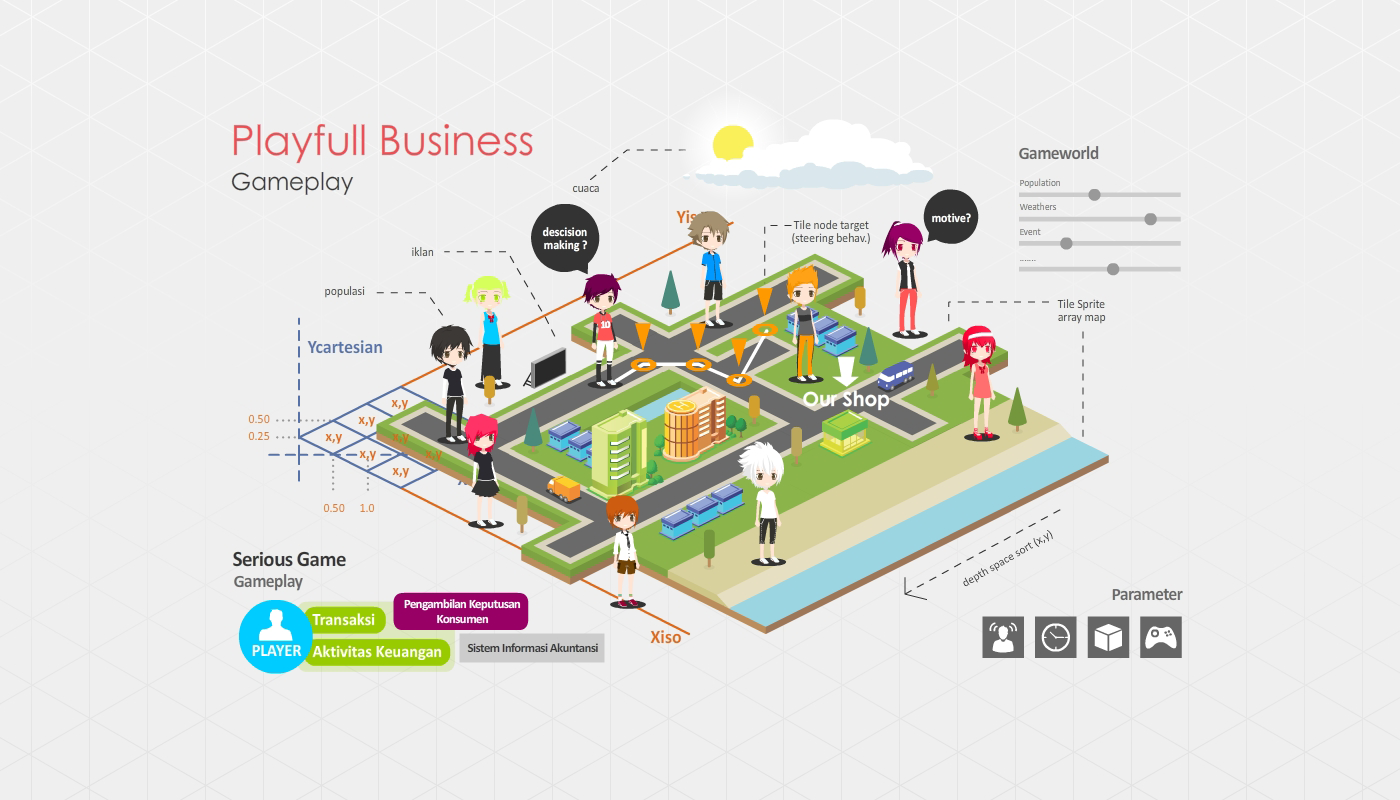 Playfull Business
Gameplay
cuaca
descision
making ?
iklan
populasi
Tile node target
(steering behav.)
motive?
Gameworld
Population
Weathers
Event
.......
Tile Sprite
array map
Ycartesian
0.50
0.25
x,y
x,y
x,y
x,y
x,y
x,y
x,y
0.50
1.0
Our Shop
10
depth space sort (x,y)
Xiso
Serious Game
Gameplay
PLAYER
Transaksi
Pengambilan Keputusan
Konsumen
Aktivitas Keuangan
Sistem Informasi Akuntansi
Parameter